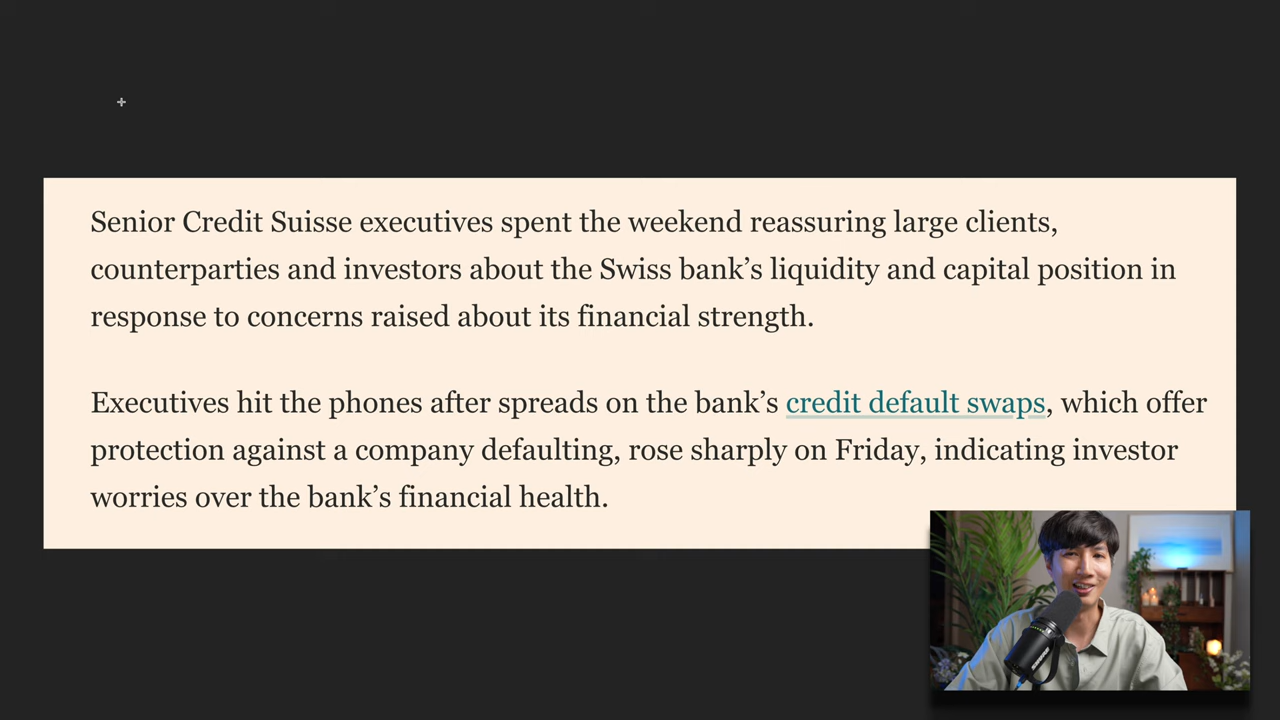 Senior Credit Suisse executives spent the weekend reassuring large clients,
counterparties and investors about the Swiss bank’s liquidity and capital position in
response to concerns raised about its financial strength.
Executives hit the phones after spreads on the bank’s credit default swaps, which offer
protection against a company defaulting, rose sharply on Friday, indicating investor
worries over the bank’s financial health.